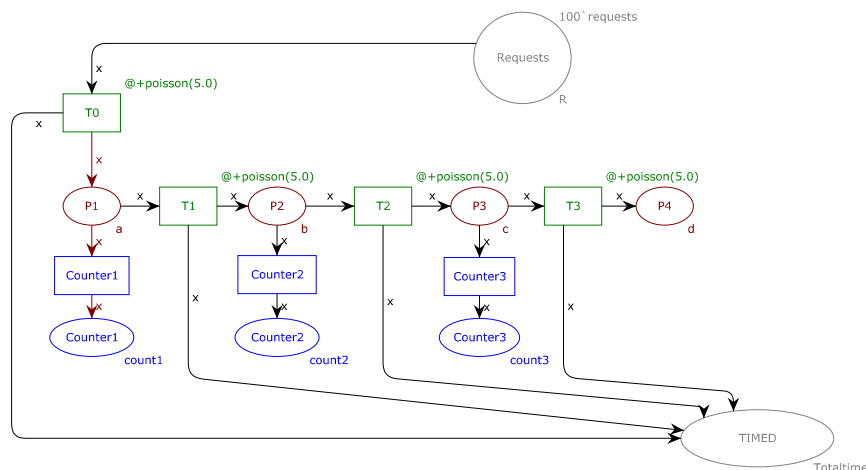 100`requests
Requests
R
x
@+poisson(5.0)
T0
x
x
@+poisson(5.0)
@+poisson(5.0)
@+poisson(5.0)
P1
x
T1
x
P2
x
T2
x
P3
x
T3
x
P4
a
b
c
d
x
x
x
Counter1
Counter2
Counter3
x
x
x
x
x
x
Counter1
Counter2
Counter3
count1
count2
count3
TIMED
Totaltime